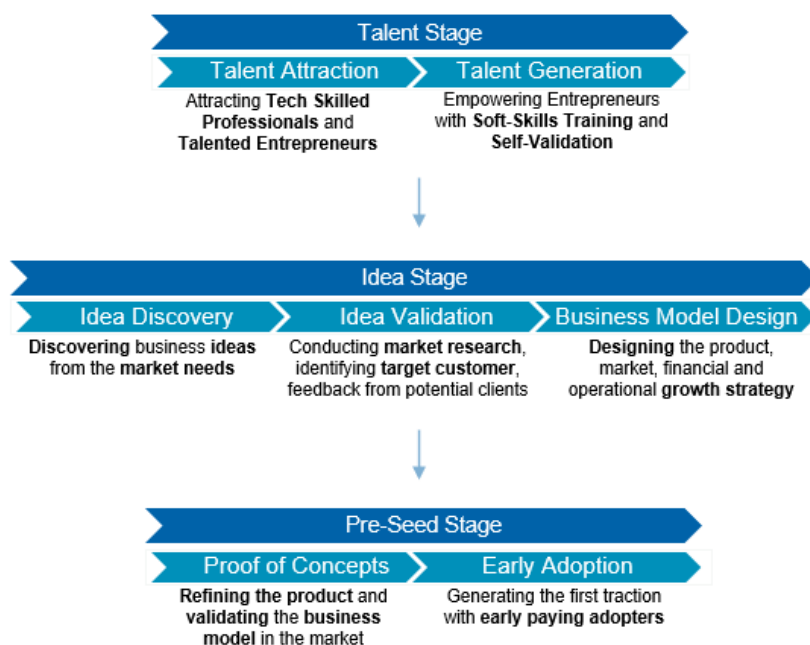 Talent Stage
Talent Attraction
Talent Generation
Attracting Tech Skilled
Professionals and
Talented Entrepreneurs
Empowering Entrepreneurs
with Soft-Skills Training and
Self-Validation
Idea Stage
Idea Discovery
Idea Validation
Business Model Design
Discovering business ideas
from the market needs
Conducting market research,
identifying target customer,
feedback from potential clients
Designing the product,
market, financial and
operational growth strategy
Pre-Seed Stage
Proof of Concepts
Early Adoption
Refining the product and
validating the business
model in the market
Generating the first traction
with early paying adopters